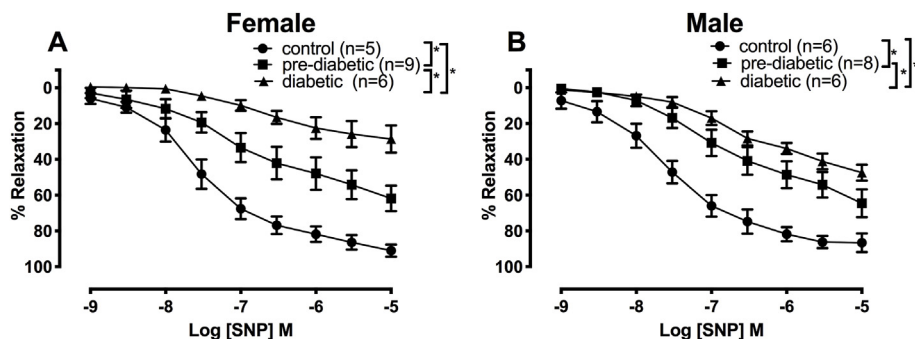 Female
A
control (n=5)
pre-diabetic (n=9)
diabetic (n=6)
*
*
*
% Relaxation
0
20
40
60
80
100
-9
-8
-7
-6
-5
Log [SNP] M
Male
B
control (n=6)
pre-diabetic (n=8)
diabetic (n=6)
*
*
*
% Relaxation
0
20
40
60
80
100
-9
-8
-7
-6
-5
Log [SNP] M